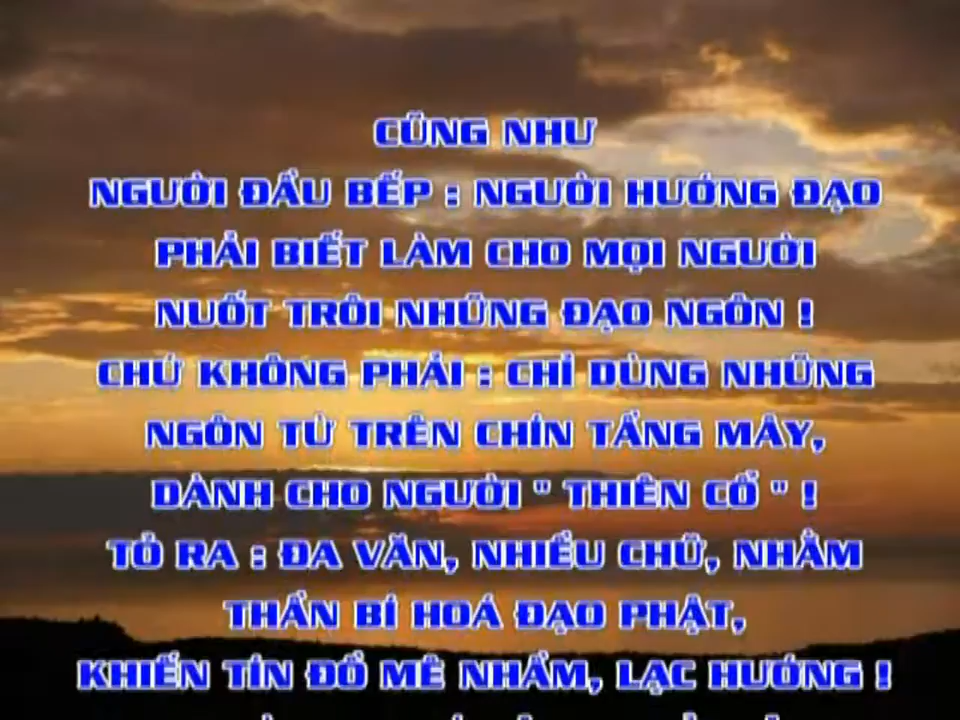 CŨNG NHƯ
NGƯỜI ĐẦU BẾP : NGƯỜI HƯỚNG ĐẠO
PHẢI BIẾT LÀM CHO MỌI NGƯỜI
NUỐT TRÔI NHỮNG ĐẠO NGÔN !
CHỨ KHÔNG PHẢI : CHỈ DÙNG NHỮNG
NGÔN TỪ TRÊN CHÍN TẦNG MÂY,
DÀNH CHO NGƯỜI " THIÊN CỔ " !
TỎ RA : ĐA VĂN, NHIỀU CHỮ, NHẰM
THẦN BÍ HOÁ ĐẠO PHẬT,
KHIẾN TÍN ĐỒ MÊ NHẦM, LẠC HƯỚNG !